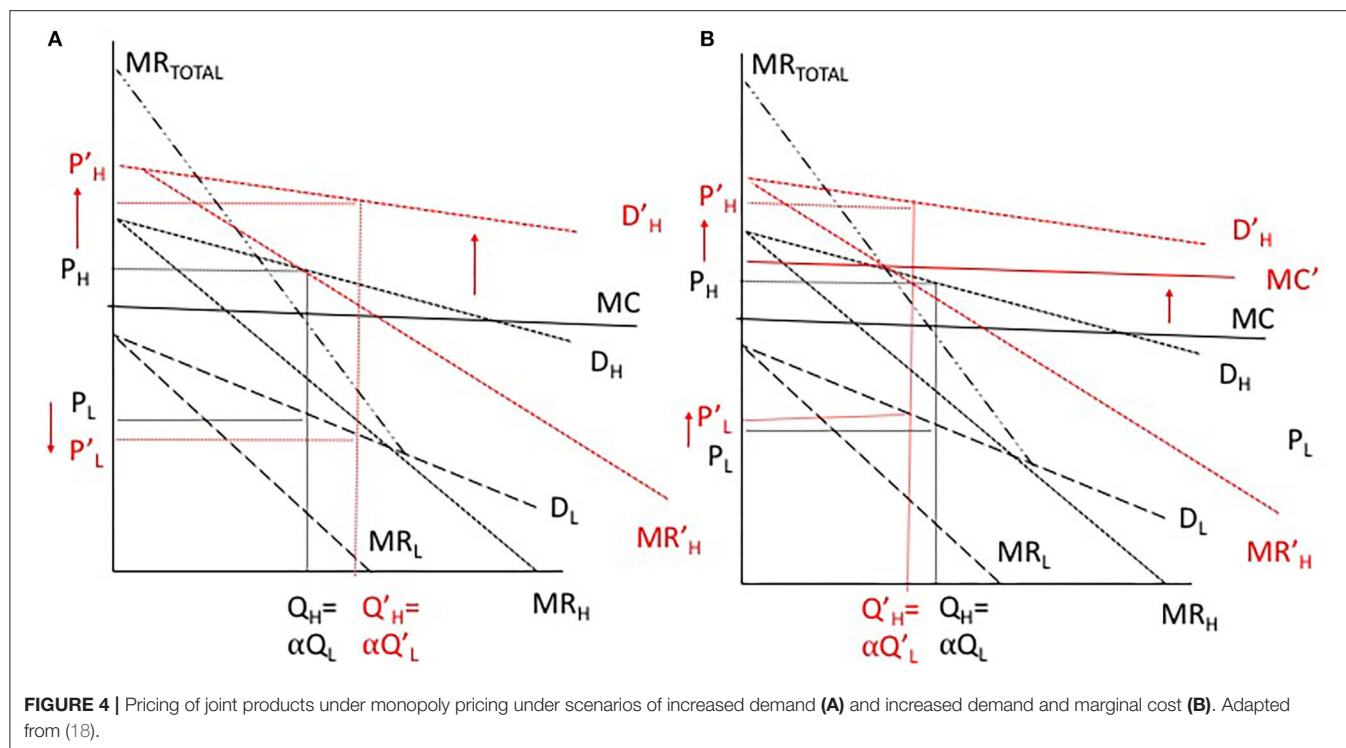 A
MR_TOTAL
P'_H
D'_H
P_H
MC
D_H
P_L
P'_L
D_L
MR_L
MR'_H
MR_H
Q_H=
αQ_L
Q'_H=
αQ'_L
B
MR_TOTAL
P'_H
D'_H
MC'
P_H
MC
D_H
P'_L
P_L
P_L
D_L
MR_L
MR'_H
MR_H
Q'_H=
αQ'_L
Q_H=
αQ_L
FIGURE 4 | Pricing of joint products under monopoly pricing under scenarios of increased demand (A) and increased demand and marginal cost (B). Adapted
from (18).